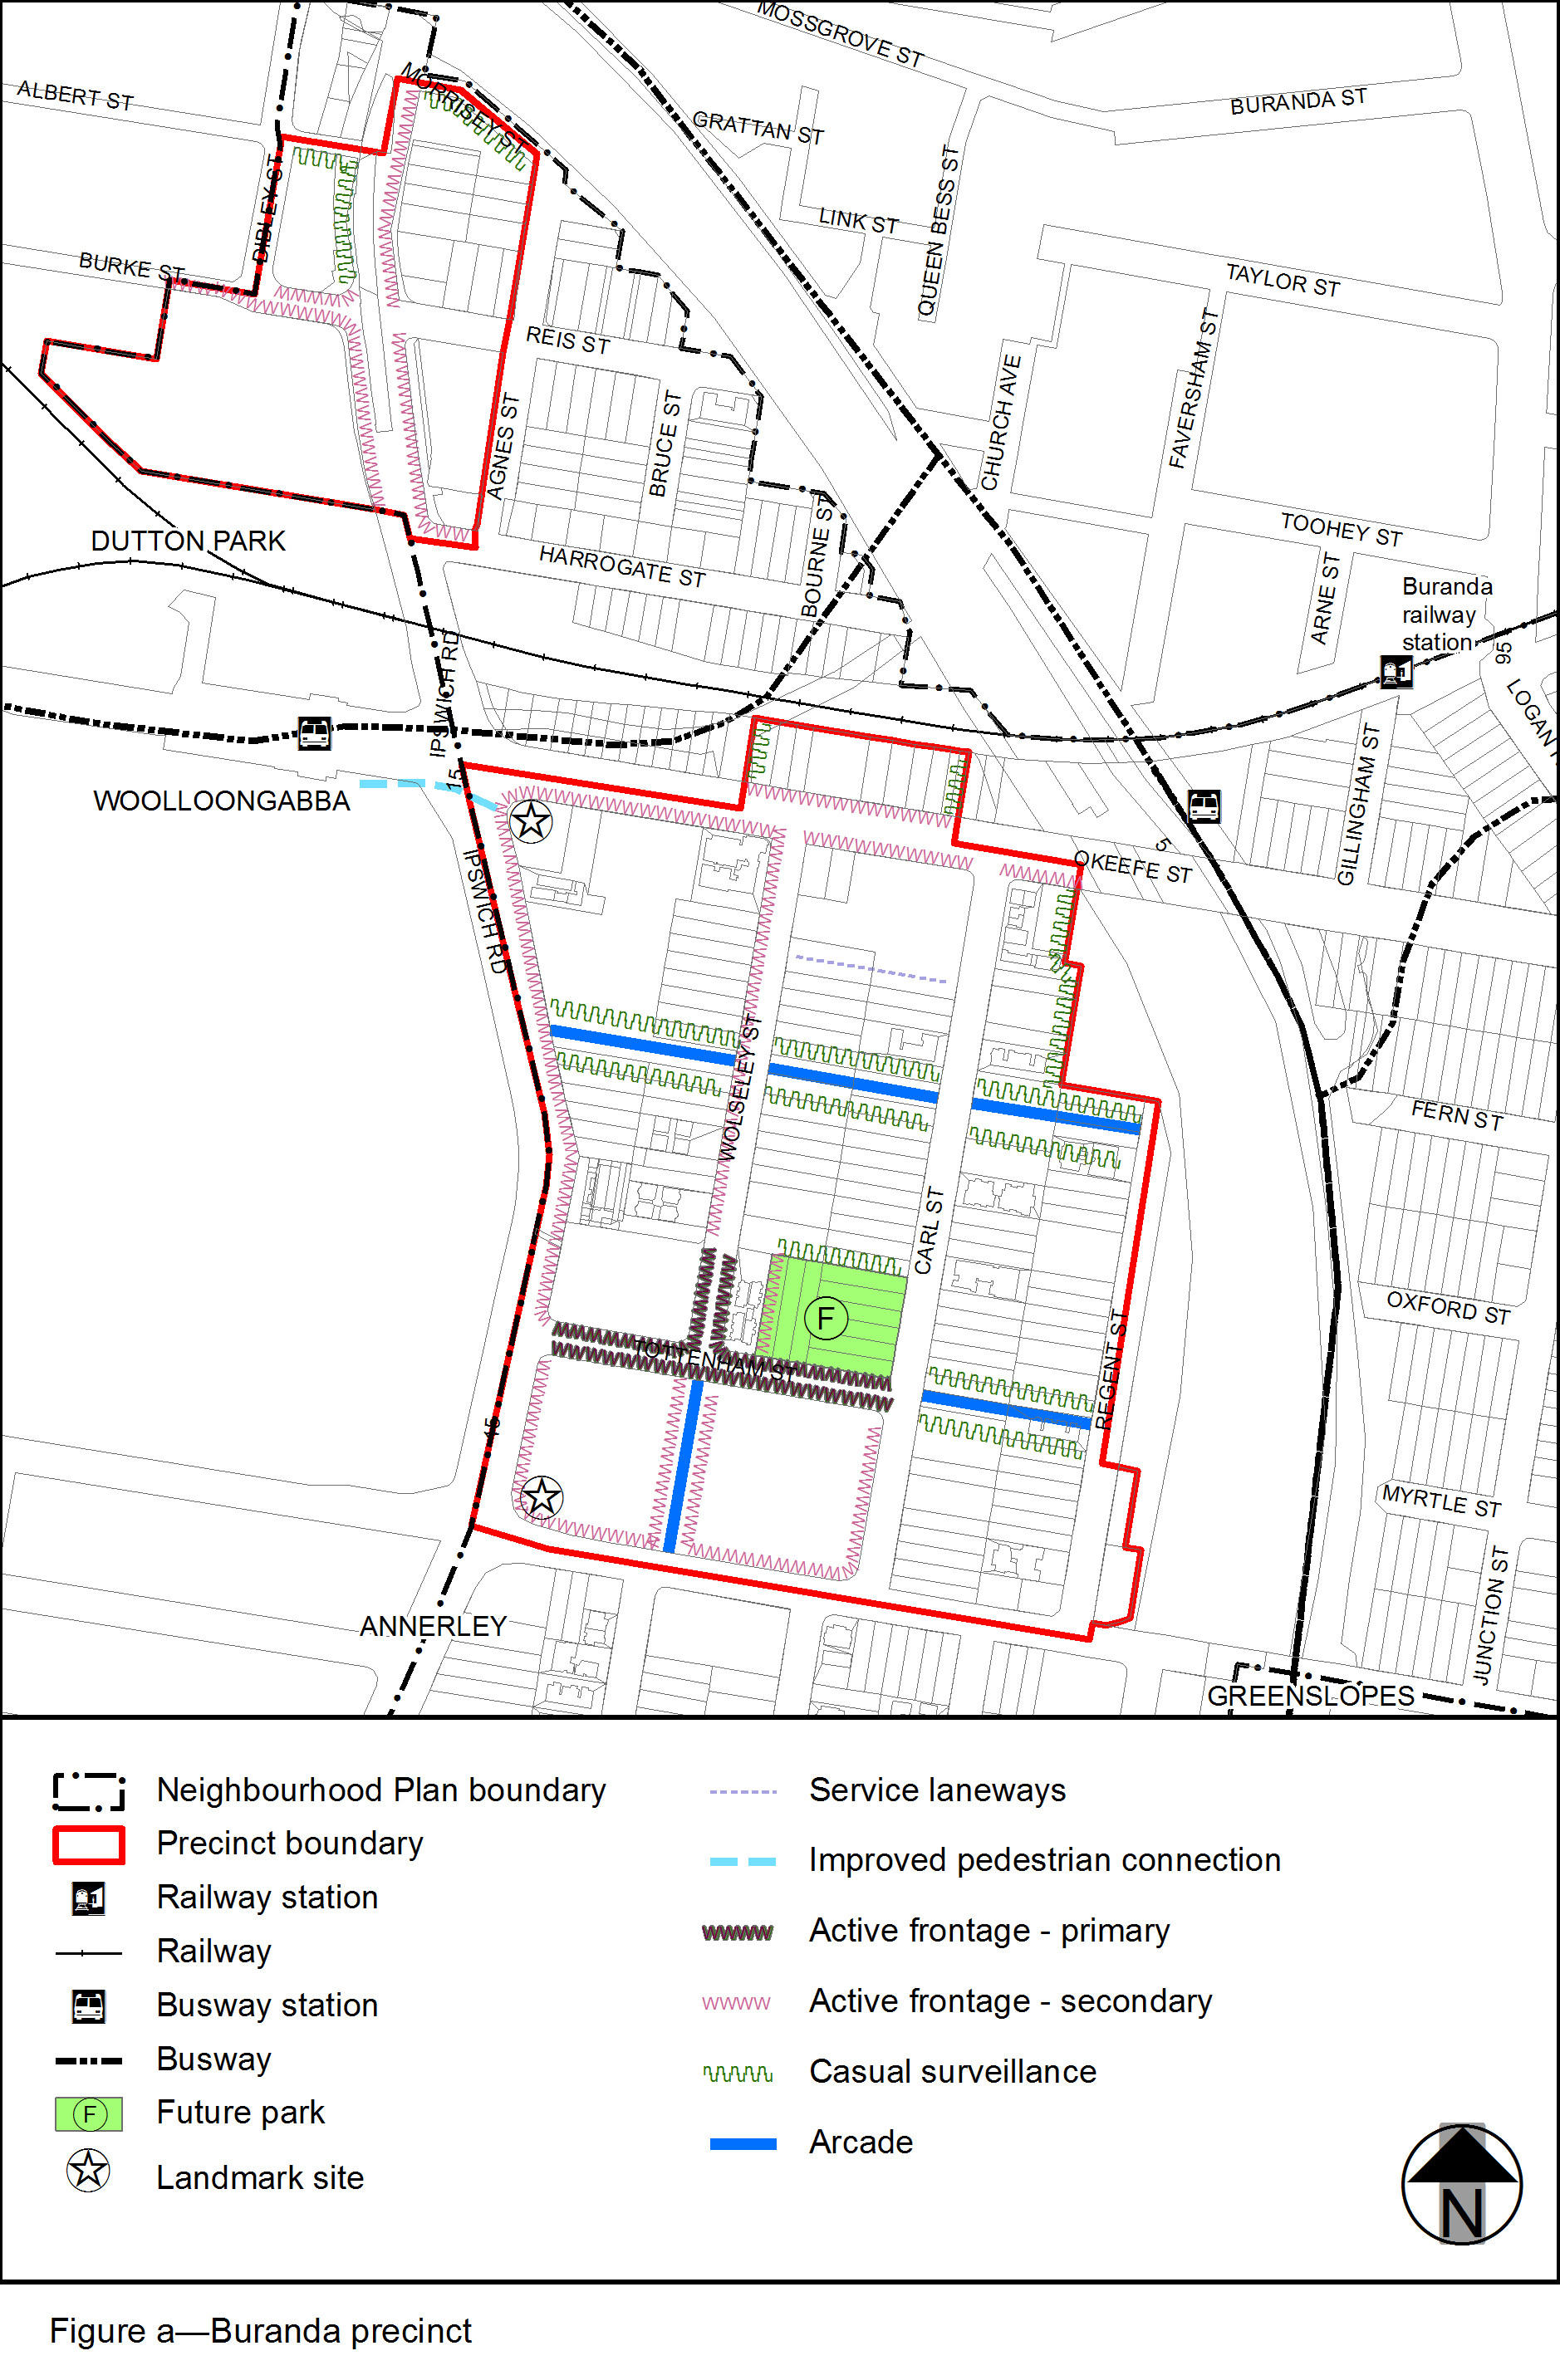 MOSSGROVE ST
MORRISEY ST
ALBERT ST
BURANDA ST
GRATTAN ST
DIBLEY ST
QUEEN BESS ST
LINK ST
BURKE ST
TAYLOR ST
REIS ST
FAVERSHAM ST
CHURCH AVE
AGNES ST
BRUCE ST
BOURNE ST
TOOHEY ST
DUTTON PARK
HARROGATE ST
ARNE ST
Buranda
railway
station
95
IPSWICH RD
LOGAN
15
WOOLLOONGABBA
GILLINGHAM ST
5
OKEEFE ST
IPSWICH RD
WOLSELEY ST
FERN ST
CARL ST
F
OXFORD ST
TOTTENHAM ST
REGENT ST
15
MYRTLE ST
JUNCTION ST
ANNERLEY
GREENSLOPES
Neighbourhood Plan boundary
Precinct boundary
Railway station
Railway
Busway station
Busway
F
Future park
Landmark site
Service laneways
Improved pedestrian connection
Active frontage - primary
Active frontage - secondary
Casual surveillance
Arcade
N
Figure a—Buranda precinct